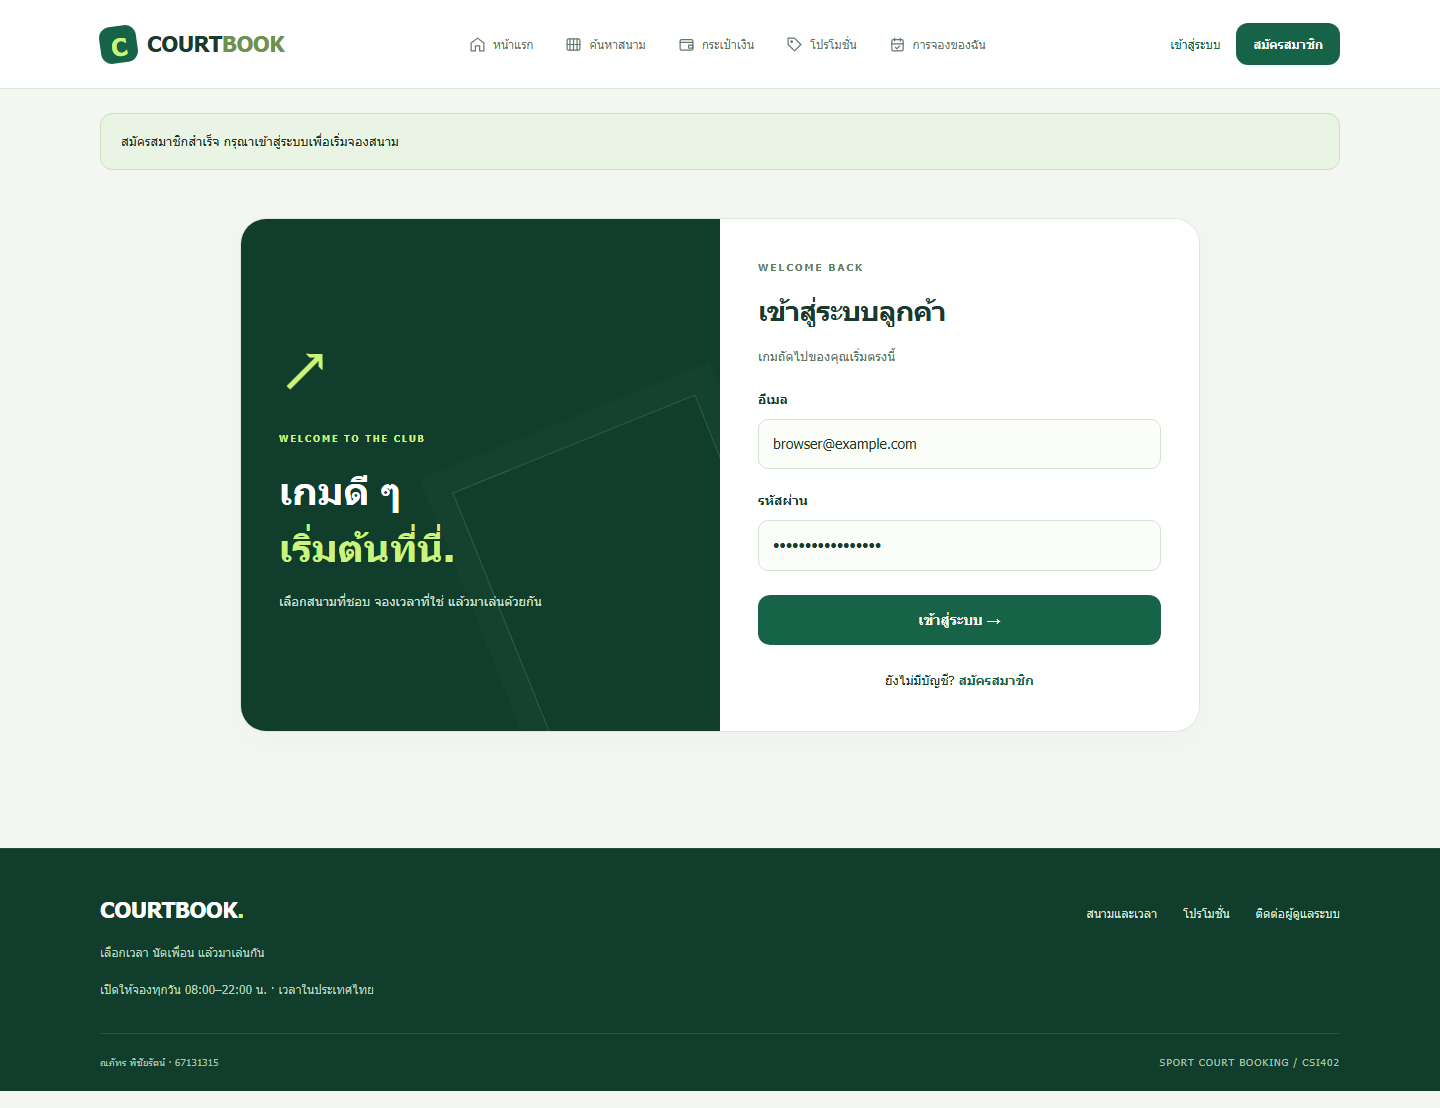 C COURTBOOK
หน้าแรก
ค้นหาสนาม
กระเป๋าเงิน
โปรโมชั่น
การจองของฉัน
เข้าสู่ระบบ
สมัครสมาชิก
สมัครสมาชิกสำเร็จ กรุณาเข้าสู่ระบบเพื่อเริ่มจองสนาม
WELCOME TO THE CLUB
เกมดี ๆ
เริ่มต้นที่นี่.
เลือกสนามที่ชอบ จองเวลาที่ใช่ แล้วมาเล่นด้วยกัน
WELCOME BACK
เข้าสู่ระบบลูกค้า
เกมถัดไปของคุณเริ่มตรงนี้
อีเมล
browser@example.com
รหัสผ่าน
•••••••••••••••••
เข้าสู่ระบบ →
ยังไม่มีบัญชี? สมัครสมาชิก
COURTBOOK.
เลือกเวลา นัดเพื่อน แล้วมาเล่นกัน
เปิดให้จองทุกวัน 08:00–22:00 น. · เวลาในประเทศไทย
สนามและเวลา
โปรโมชั่น
ติดต่อผู้ดูแลระบบ
ณภัทร พิชัยรัตน์ · 67131315
SPORT COURT BOOKING / CSI402